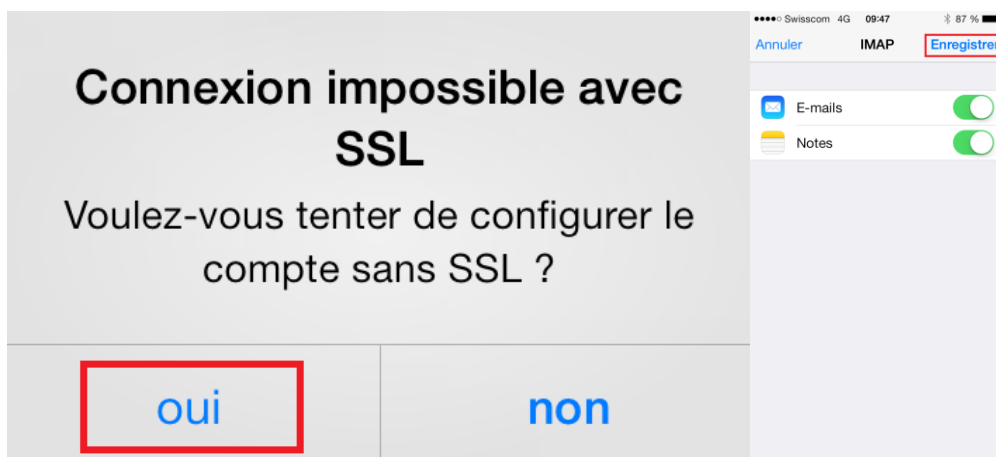 Connexion impossible avec
SSL
Voulez-vous tenter de configurer le
compte sans SSL ?
oui
non
Swisscom 4G 09:47 87 %
Annuler IMAP Enregistrer
E-mails
Notes